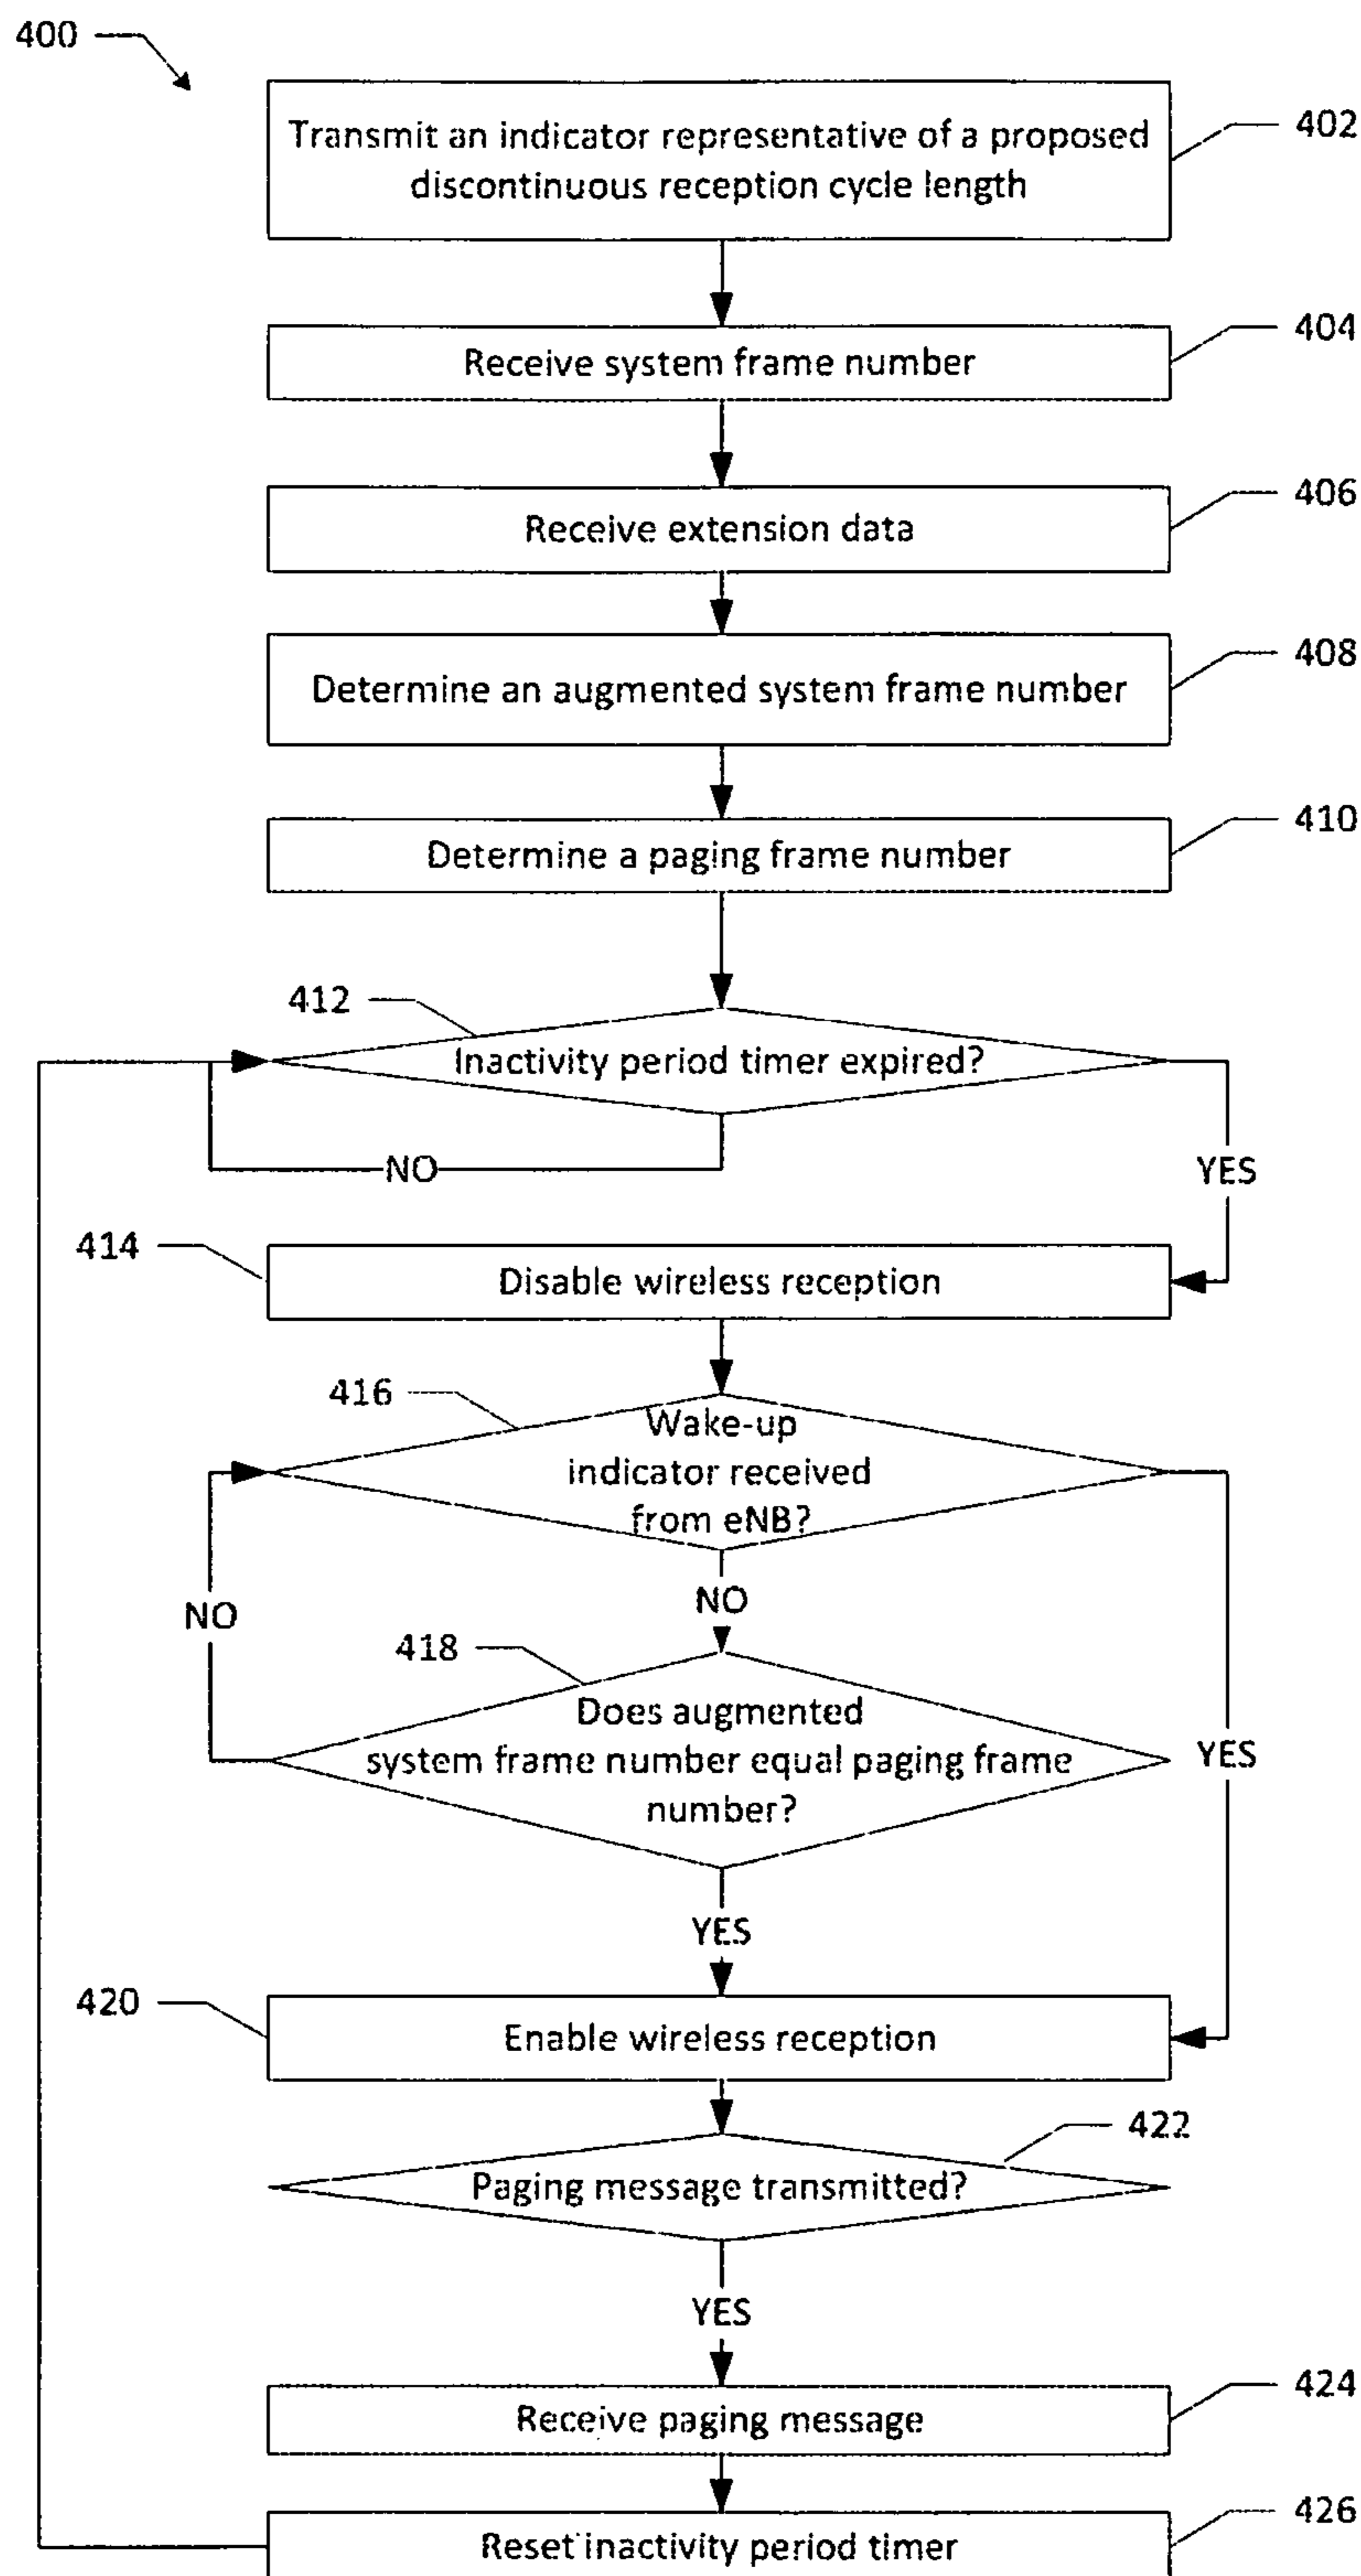 400
Transmit an indicator representative of a proposed
discontinuous reception cycle length
402
Receive system frame number
404
Receive extension data
406
Determine an augmented system frame number
408
Determine a paging frame number
410
412
Inactivity period timer expired?
NO
YES
414
Disable wireless reception
416
Wake-up
indicator received
from eNB?
NO
NO
418
Does augmented
system frame number equal paging frame
number?
YES
YES
420
Enable wireless reception
422
Paging message transmitted?
YES
424
Receive paging message
426
Reset inactivity period timer